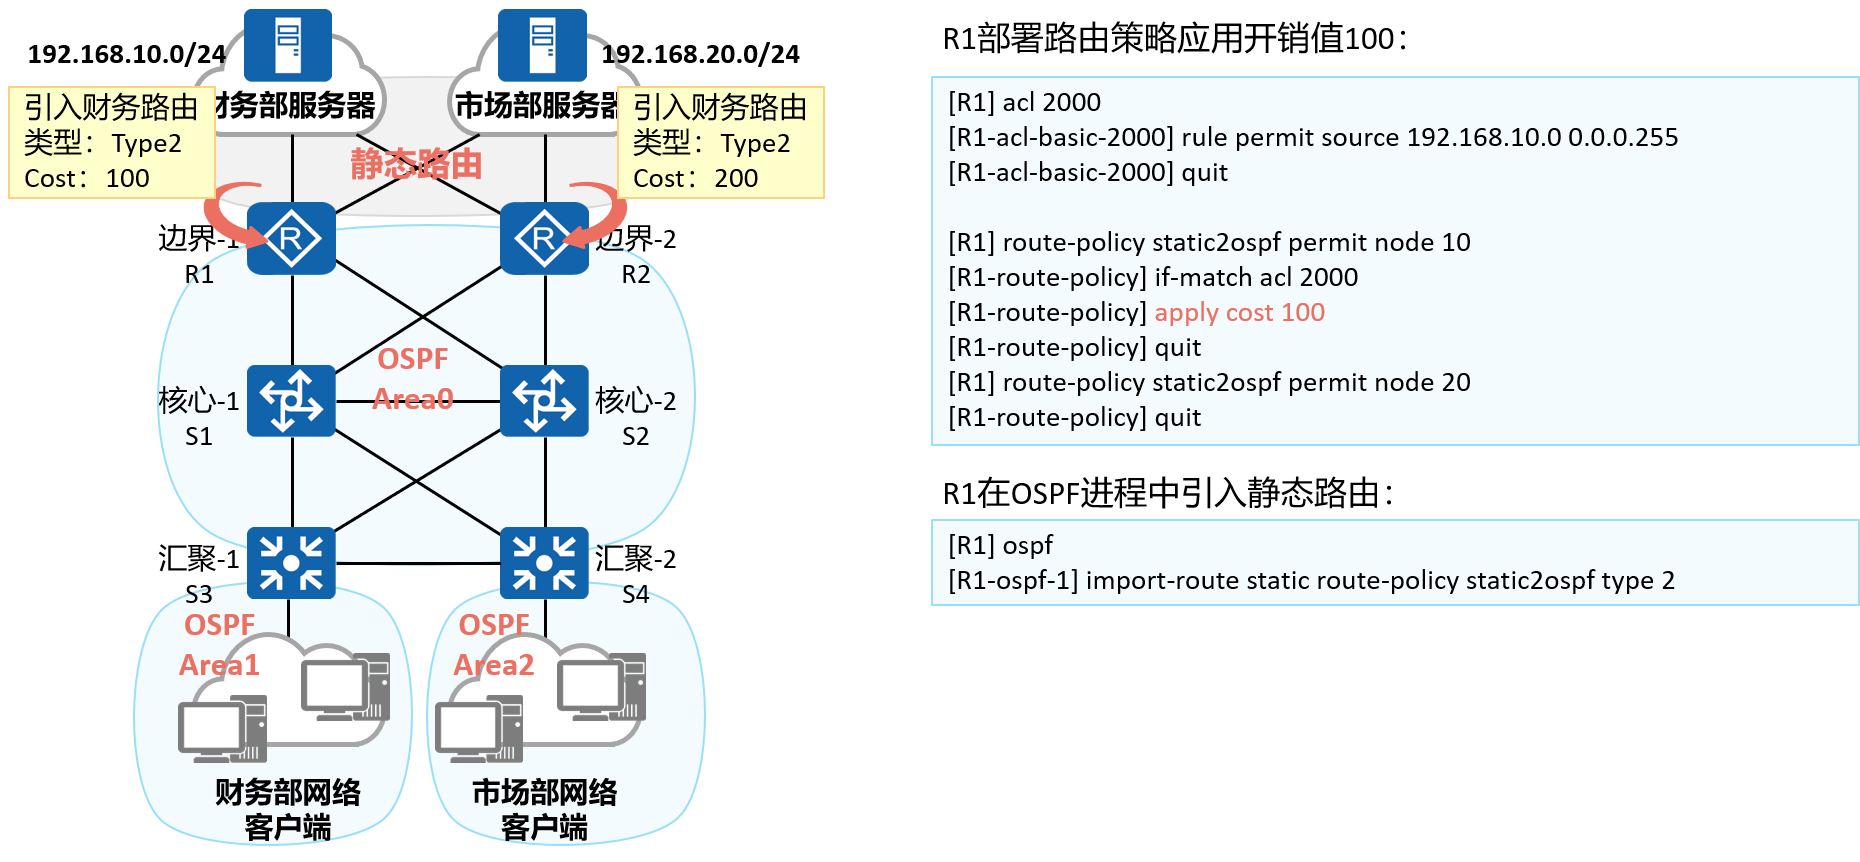 192.168.10.0/24
192.168.20.0/24
引入财务路由
类型：Type2
Cost：100
财务部服务器
市场部服务器
引入财务路由
类型：Type2
Cost：200
静态路由
边界-1
R1
R
R
边界-2
R2
OSPF
Area0
核心-1
S1
核心-2
S2
汇聚-1
S3
汇聚-2
S4
OSPF
Area1
OSPF
Area2
财务部网络
客户端
市场部网络
客户端
R1部署路由策略应用开销值100：
[R1] acl 2000
[R1-acl-basic-2000] rule permit source 192.168.10.0 0.0.0.255
[R1-acl-basic-2000] quit
[R1] route-policy static2ospf permit node 10
[R1-route-policy] if-match acl 2000
[R1-route-policy] apply cost 100
[R1-route-policy] quit
[R1] route-policy static2ospf permit node 20
[R1-route-policy] quit
R1在OSPF进程中引入静态路由：
[R1] ospf
[R1-ospf-1] import-route static route-policy static2ospf type 2